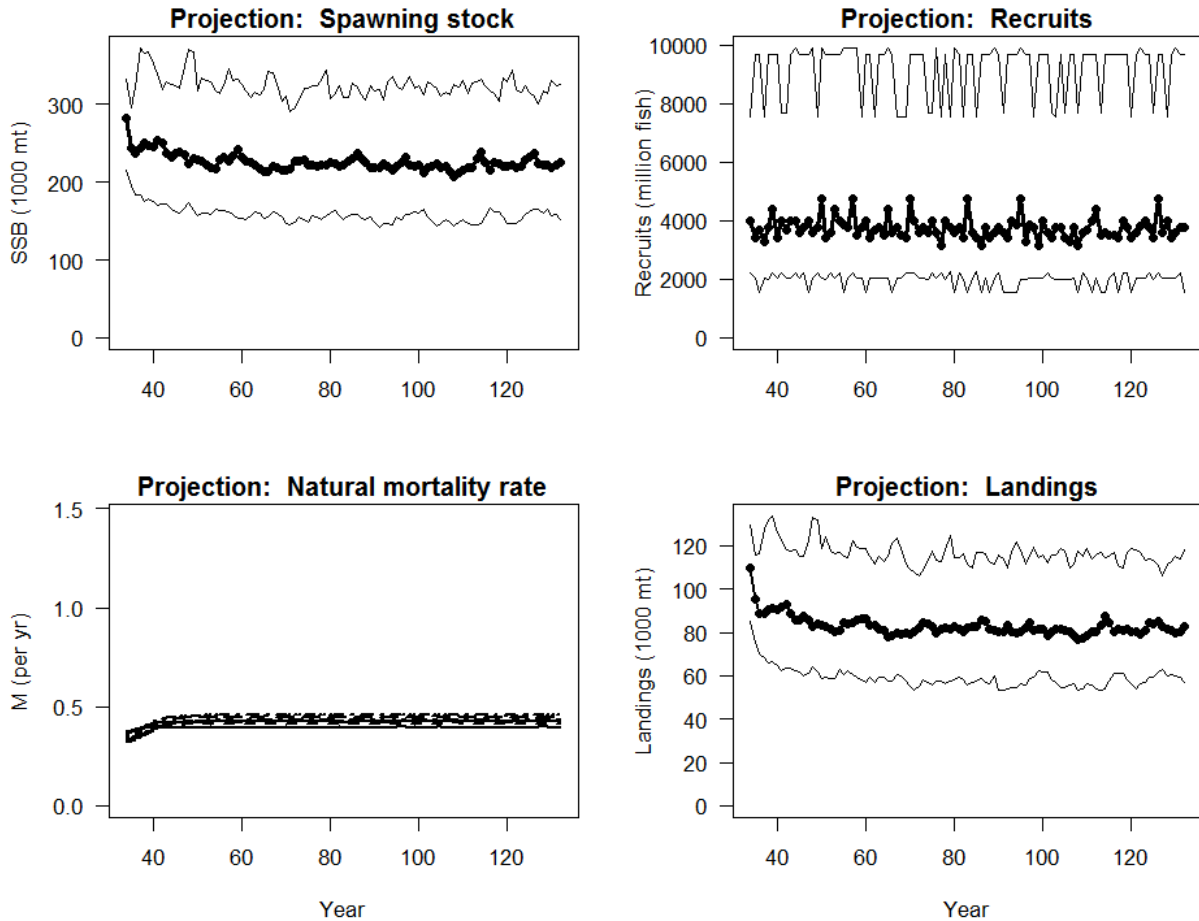 Projection:  Spawning stock
SSB (1000 mt)
300
200
100
0
40 60 80 100 120
Projection:  Recruits
Recruits (million fish)
10000
8000
6000
4000
2000
0
40 60 80 100 120
Projection:  Natural mortality rate
M (per yr)
1.5
1.0
0.5
0.0
40 60 80 100 120
Year
Projection:  Landings
Landings (1000 mt)
120
100
80
60
40
20
0
40 60 80 100 120
Year